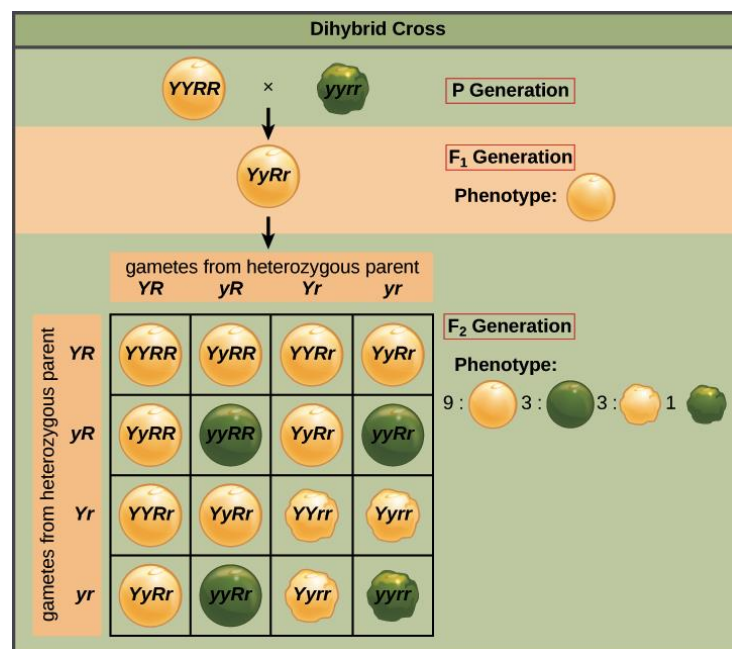 Dihybrid Cross
YYRR × yyrr
P Generation
YyRr
F₁ Generation
Phenotype:
gametes from heterozygous parent
YR yR Yr yr
gametes from heterozygous parent
YR YYRR YyRR YYRr YyRr
yR YyRR yyRR YyRr yyRr
Yr YYRr YyRr YYrr Yyrr
yr YyRr yyRr Yyrr yyrr
F₂ Generation
Phenotype:
9 : 3 : 3 : 1